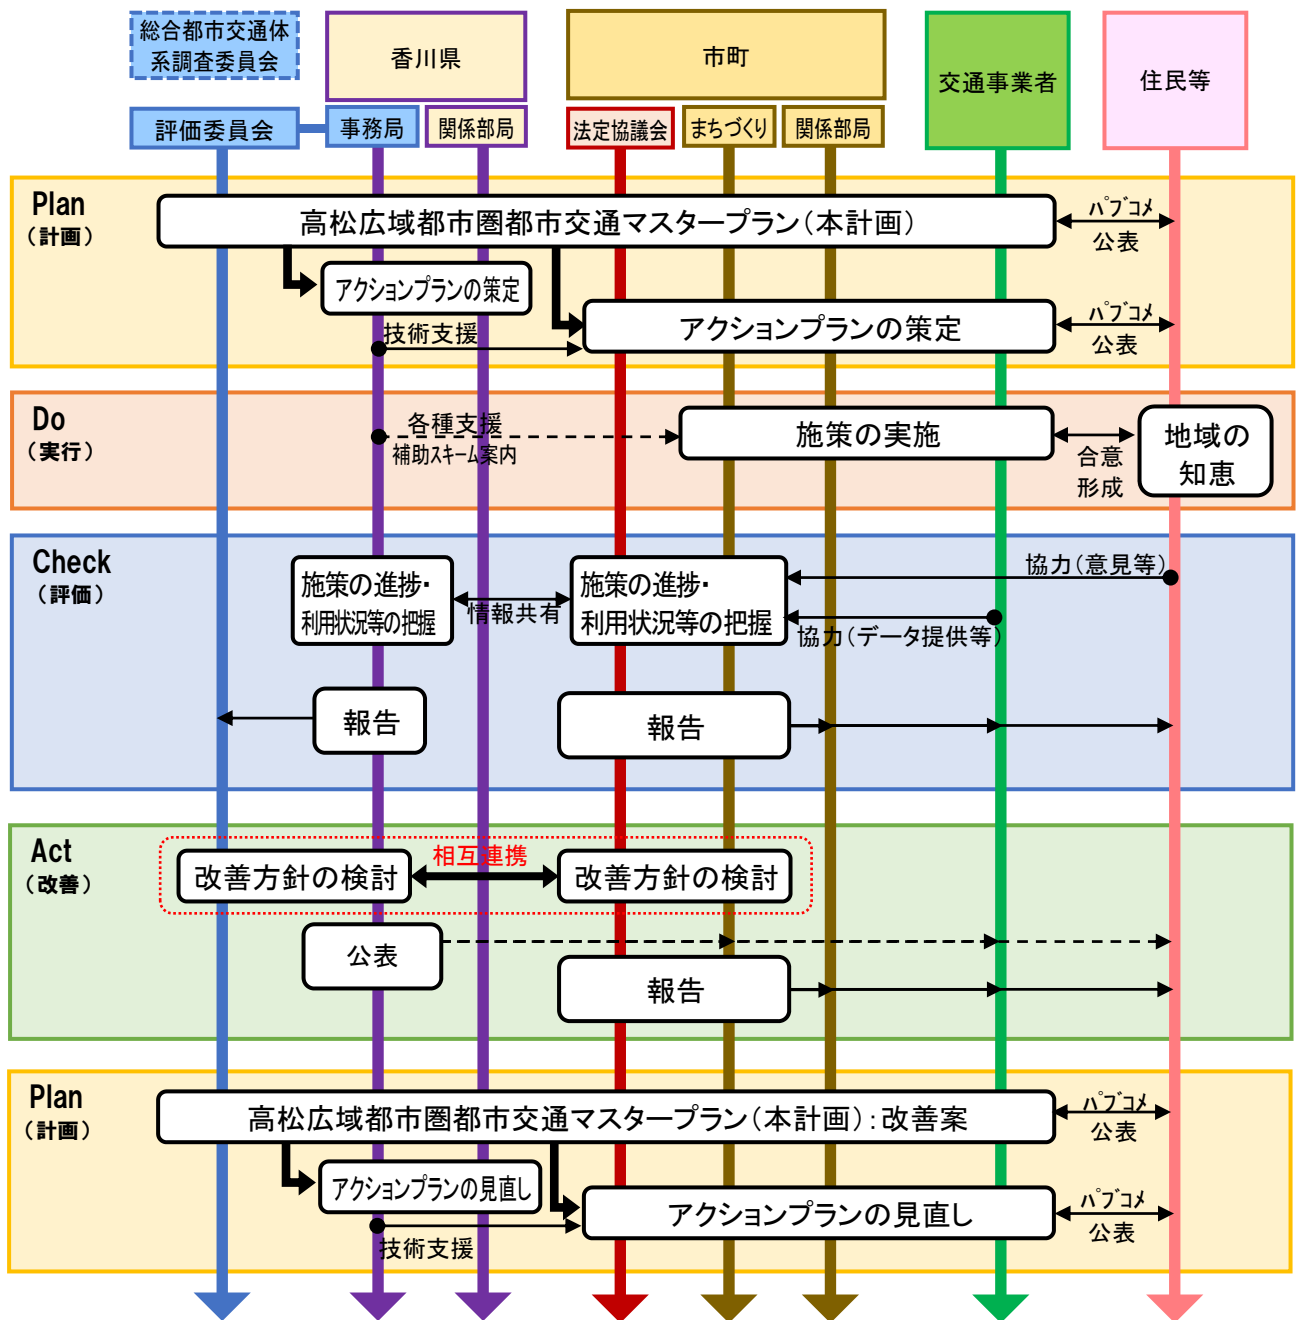 総合都市交通体
系調査委員会
香川県
市町
交通事業者
住民等
評価委員会
事務局
関係部局
法定協議会
まちづくり
関係部局
Plan
（計画）
高松広域都市圏都市交通マスタープラン（本計画）
パブコメ
公表
アクションプランの策定
技術支援
アクションプランの策定
パブコメ
公表
Do
（実行）
各種支援
補助スキーム案内
施策の実施
合意
形成
地域の
知恵
Check
（評価）
施策の進捗・
利用状況等の把握
情報共有
施策の進捗・
利用状況等の把握
協力（意見等）
協力（データ提供等）
報告
報告
Act
（改善）
改善方針の検討
相互連携
改善方針の検討
公表
報告
Plan
（計画）
高松広域都市圏都市交通マスタープラン（本計画）：改善案
パブコメ
公表
アクションプランの見直し
技術支援
アクションプランの見直し
パブコメ
公表